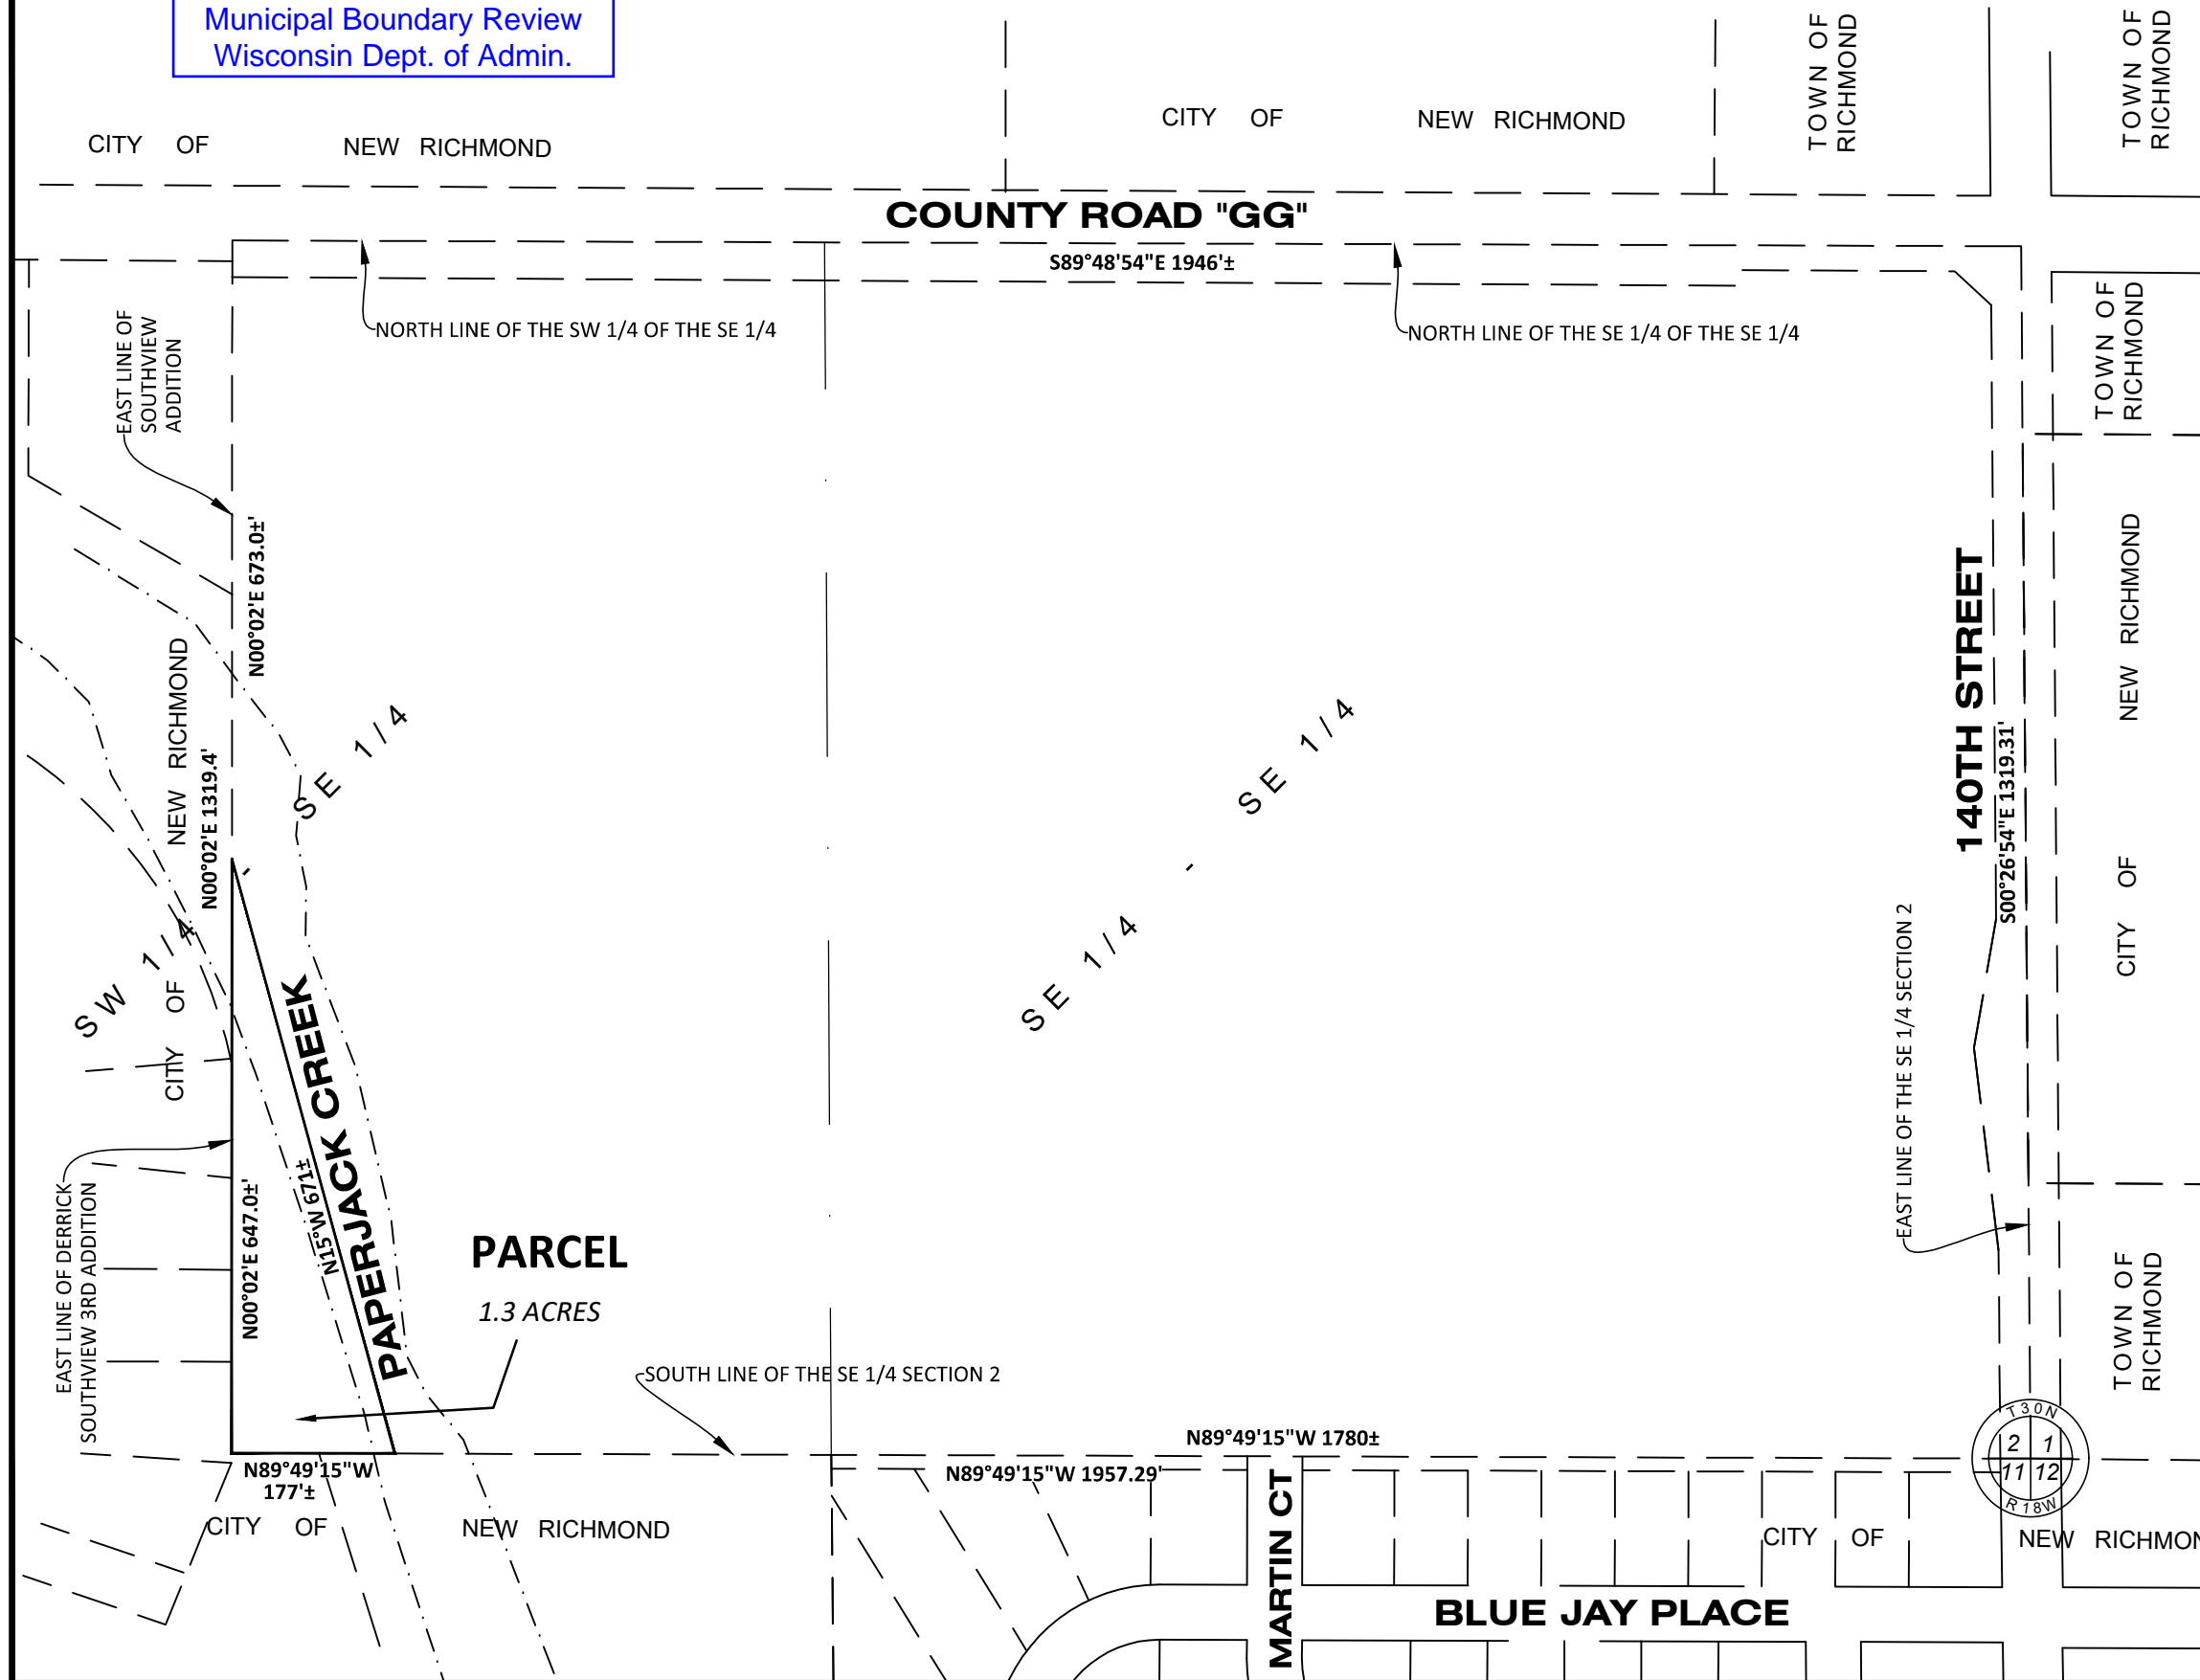 Municipal Boundary Review
Wisconsin Dept. of Admin.
CITY OF NEW RICHMOND
CITY OF NEW RICHMOND
TOWN OF
RICHMOND
TOWN OF
RICHMOND
COUNTY ROAD "GG"
S89°48'54"E 1946'±
NORTH LINE OF THE SW 1/4 OF THE SE 1/4
NORTH LINE OF THE SE 1/4 OF THE SE 1/4
EAST LINE OF
SOUTHVIEW
ADDITION
TOWN OF
RICHMOND
N00°02'E 673.0±'
N00°02'E 1319.4'
CITY OF NEW RICHMOND
SW 1/4 - SE 1/4
SE 1/4 - SE 1/4
140TH STREET
S00°26'54"E 1319.31'
CITY OF NEW RICHMOND
EAST LINE OF THE SE 1/4 SECTION 2
PAPERJACK CREEK
N15°W 671±
N00°02'E 647.0±'
EAST LINE OF DERRICK
SOUTHVIEW 3RD ADDITION
PARCEL
1.3 ACRES
SOUTH LINE OF THE SE 1/4 SECTION 2
TOWN OF
RICHMOND
N89°49'15"W 1780±
N89°49'15"W 1957.29'
N89°49'15"W
177'±
T30N
2 1
11 12
R18W
CITY OF NEW RICHMOND
MARTIN CT
CITY OF NEW RICHMON
BLUE JAY PLACE